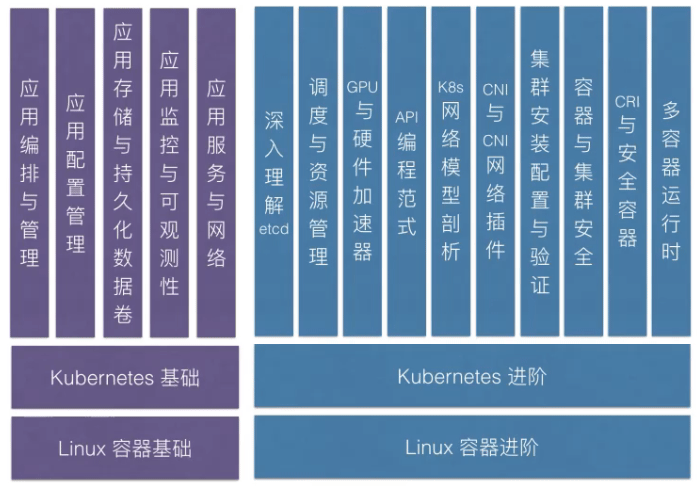 应用编排与管理
应用配置管理
应用存储与持久化数据卷
应用监控与可观测性
应用服务与网络
深入理解etcd
调度与资源管理
GPU与硬件加速器
API编程范式
K8s网络模型剖析
CNI与CNI网络插件
集群安装配置与验证
容器与集群安全
CRI与安全容器
多容器运行时
Kubernetes 基础
Kubernetes 进阶
Linux 容器基础
Linux 容器进阶